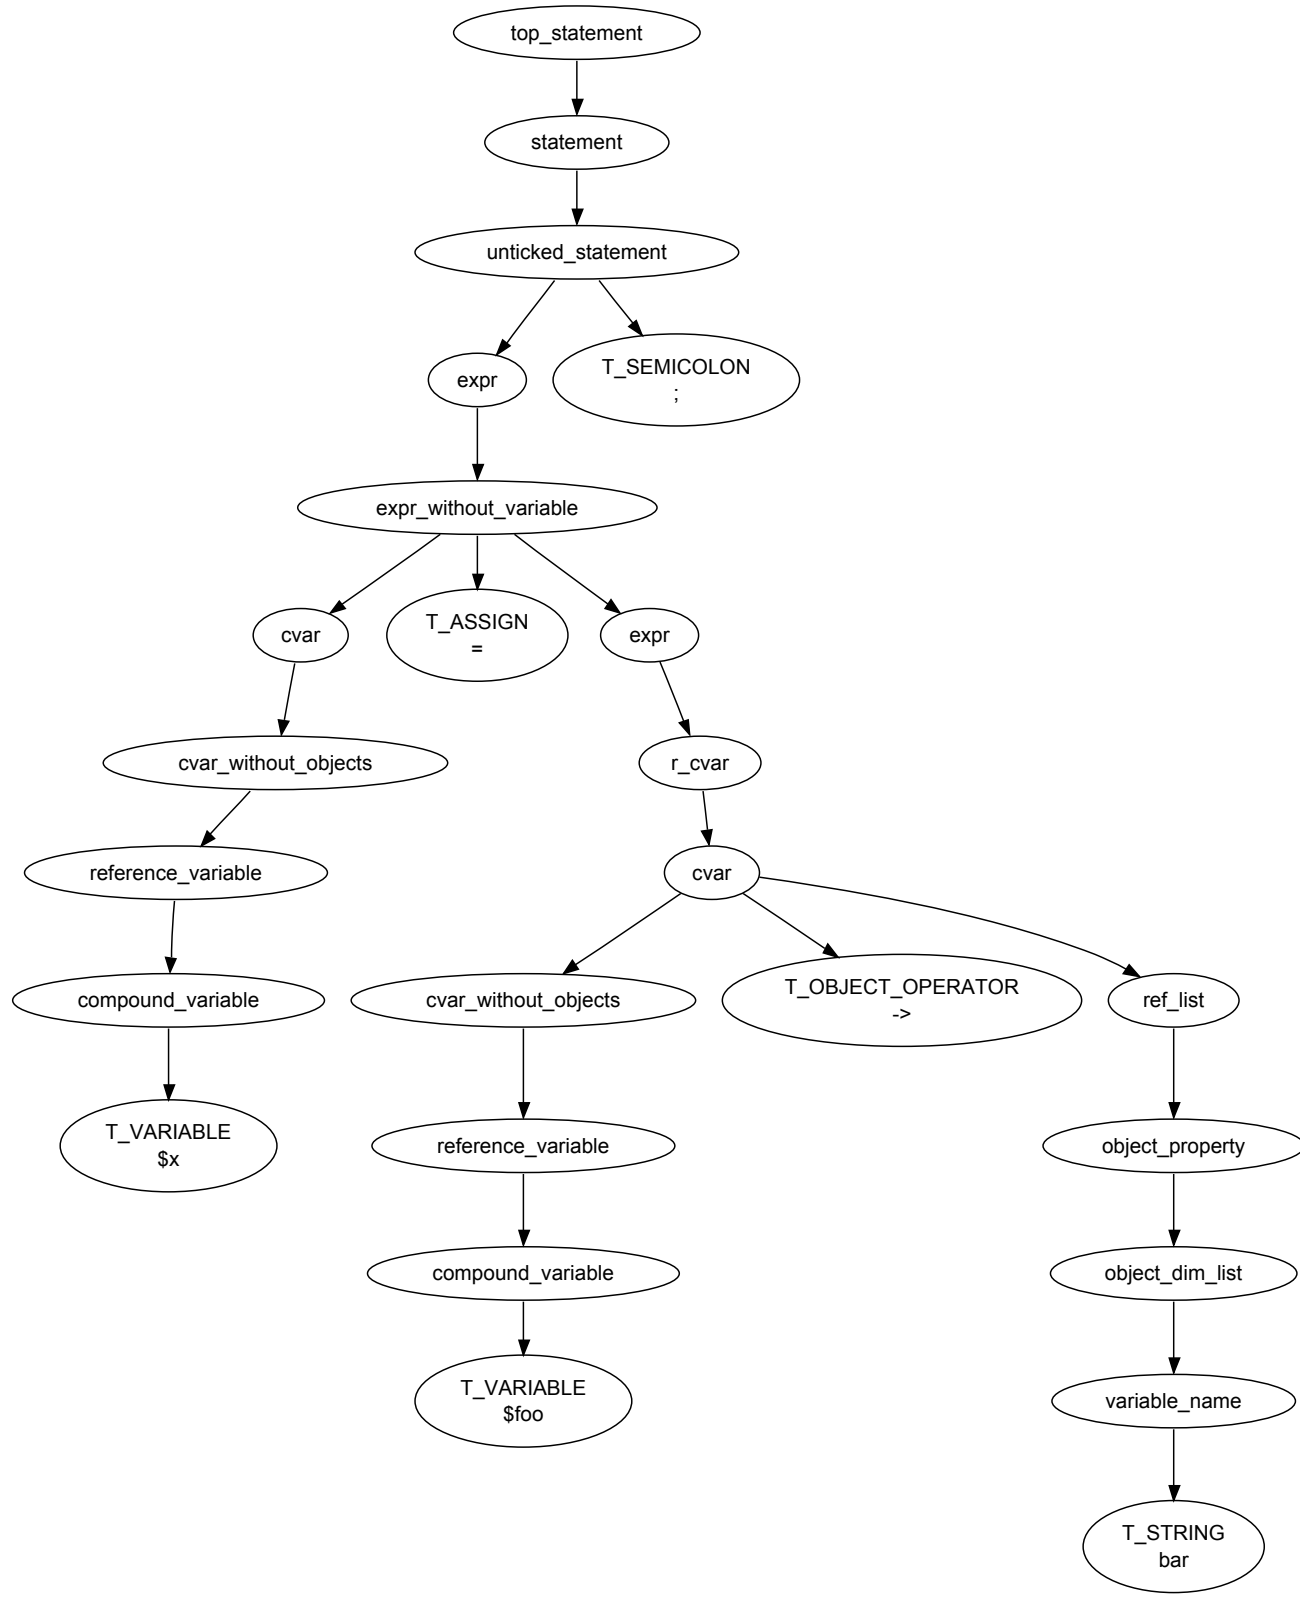 top_statement
statement
unticked_statement
expr
T_SEMICOLON
;
expr_without_variable
cvar
T_ASSIGN
=
expr
cvar_without_objects
r_cvar
reference_variable
cvar
compound_variable
cvar_without_objects
T_OBJECT_OPERATOR
->
ref_list
T_VARIABLE
$x
reference_variable
object_property
compound_variable
object_dim_list
T_VARIABLE
$foo
variable_name
T_STRING
bar